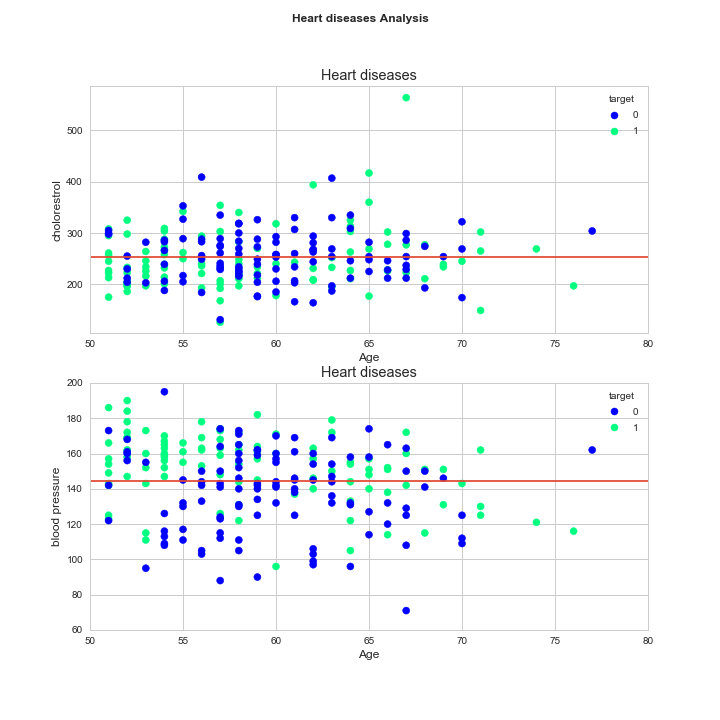 Heart diseases Analysis
Heart diseases
target
0
1
500
400
300
200
cholorestrol
50 55 60 65 70 75 80
Age
Heart diseases
target
0
1
200
180
160
140
120
100
80
60
blood pressure
50 55 60 65 70 75 80
Age